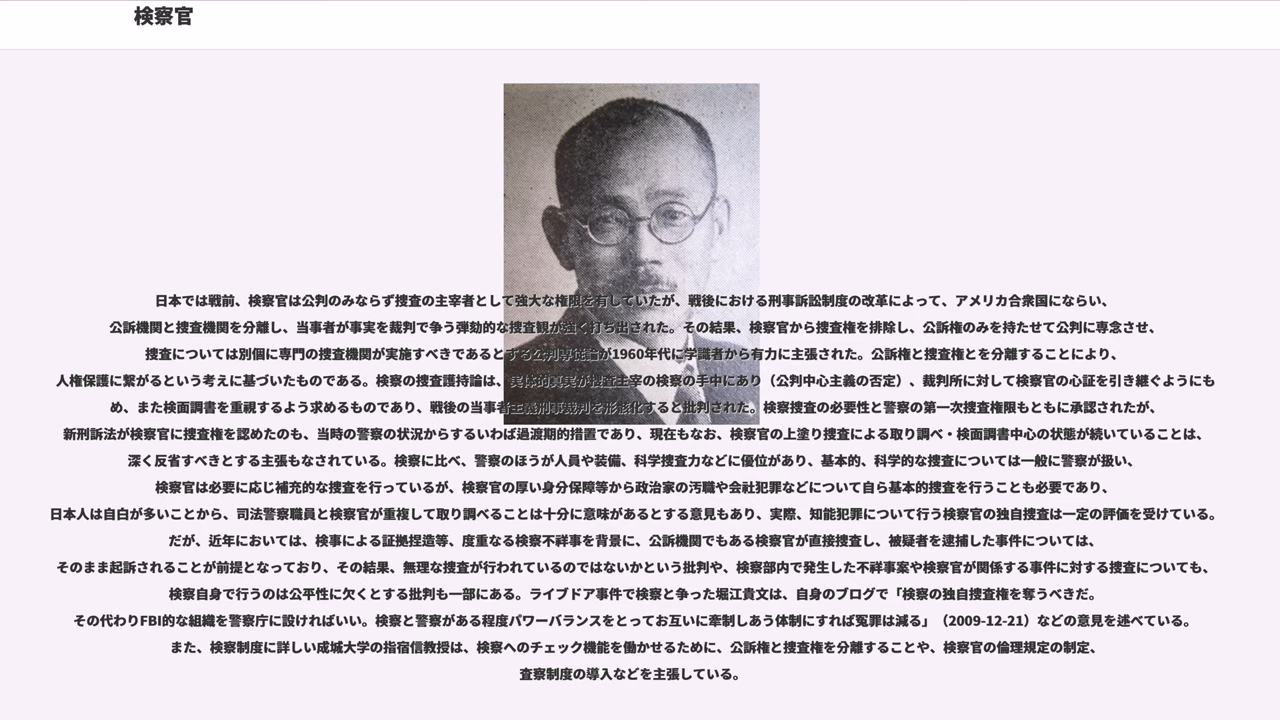 検察官
日本では戦前、検察官は公判のみならず捜査の主宰者として強大な権限を有していたが、戦後における刑事訴訟制度の改革によって、アメリカ合衆国にならい、
公訴機関と捜査機関を分離し、当事者が事実を裁判で争う弾劾的な捜査観が強く打ち出された。その結果、検察官から捜査権を排除し、公訴権のみを持たせて公判に専念させ、
捜査については別個に専門の捜査機関が実施すべきであるとする公判専従論が1960年代に学識者から有力に主張された。公訴権と捜査権とを分離することにより、
人権保護に繋がるという考えに基づいたものである。検察の捜査護持論は、実体的真実が捜査主宰の検察の手中にあり（公判中心主義の否定）、裁判所に対して検察官の心証を引き継ぐようにも
め、また検面調書を重視するよう求めるものであり、戦後の当事者主義刑事裁判を形骸化すると批判された。検察捜査の必要性と警察の第一次捜査権限もともに承認されたが、
新刑訴法が検察官に捜査権を認めたのも、当時の警察の状況からするいわば過渡期的措置であり、現在もなお、検察官の上塗り捜査による取り調べ・検面調書中心の状態が続いていることは、
深く反省すべきとする主張もなされている。検察に比べ、警察のほうが人員や装備、科学捜査力などに優位があり、基本的、科学的な捜査については一般に警察が扱い、
検察官は必要に応じ補充的な捜査を行っているが、検察官の厚い身分保障等から政治家の汚職や会社犯罪などについて自ら基本的捜査を行うことも必要であり、
日本人は自白が多いことから、司法警察職員と検察官が重複して取り調べることは十分に意味があるとする意見もあり、実際、知能犯罪について行う検察官の独自捜査は一定の評価を受けている。
だが、近年においては、検事による証拠捏造等、度重なる検察不祥事を背景に、公訴機関でもある検察官が直接捜査し、被疑者を逮捕した事件については、
そのまま起訴されることが前提となっており、その結果、無理な捜査が行われているのではないかという批判や、検察部内で発生した不祥事案や検察官が関係する事件に対する捜査についても、
検察自身で行うのは公平性に欠くとする批判も一部にある。ライブドア事件で検察と争った堀江貴文は、自身のブログで「検察の独自捜査権を奪うべきだ。
その代わりFBI的な組織を警察庁に設ければいい。検察と警察がある程度パワーバランスをとってお互いに牽制しあう体制にすれば冤罪は減る」（2009-12-21）などの意見を述べている。
また、検察制度に詳しい成城大学の指宿信教授は、検察へのチェック機能を働かせるために、公訴権と捜査権を分離することや、検察官の倫理規定の制定、
査察制度の導入などを主張している。